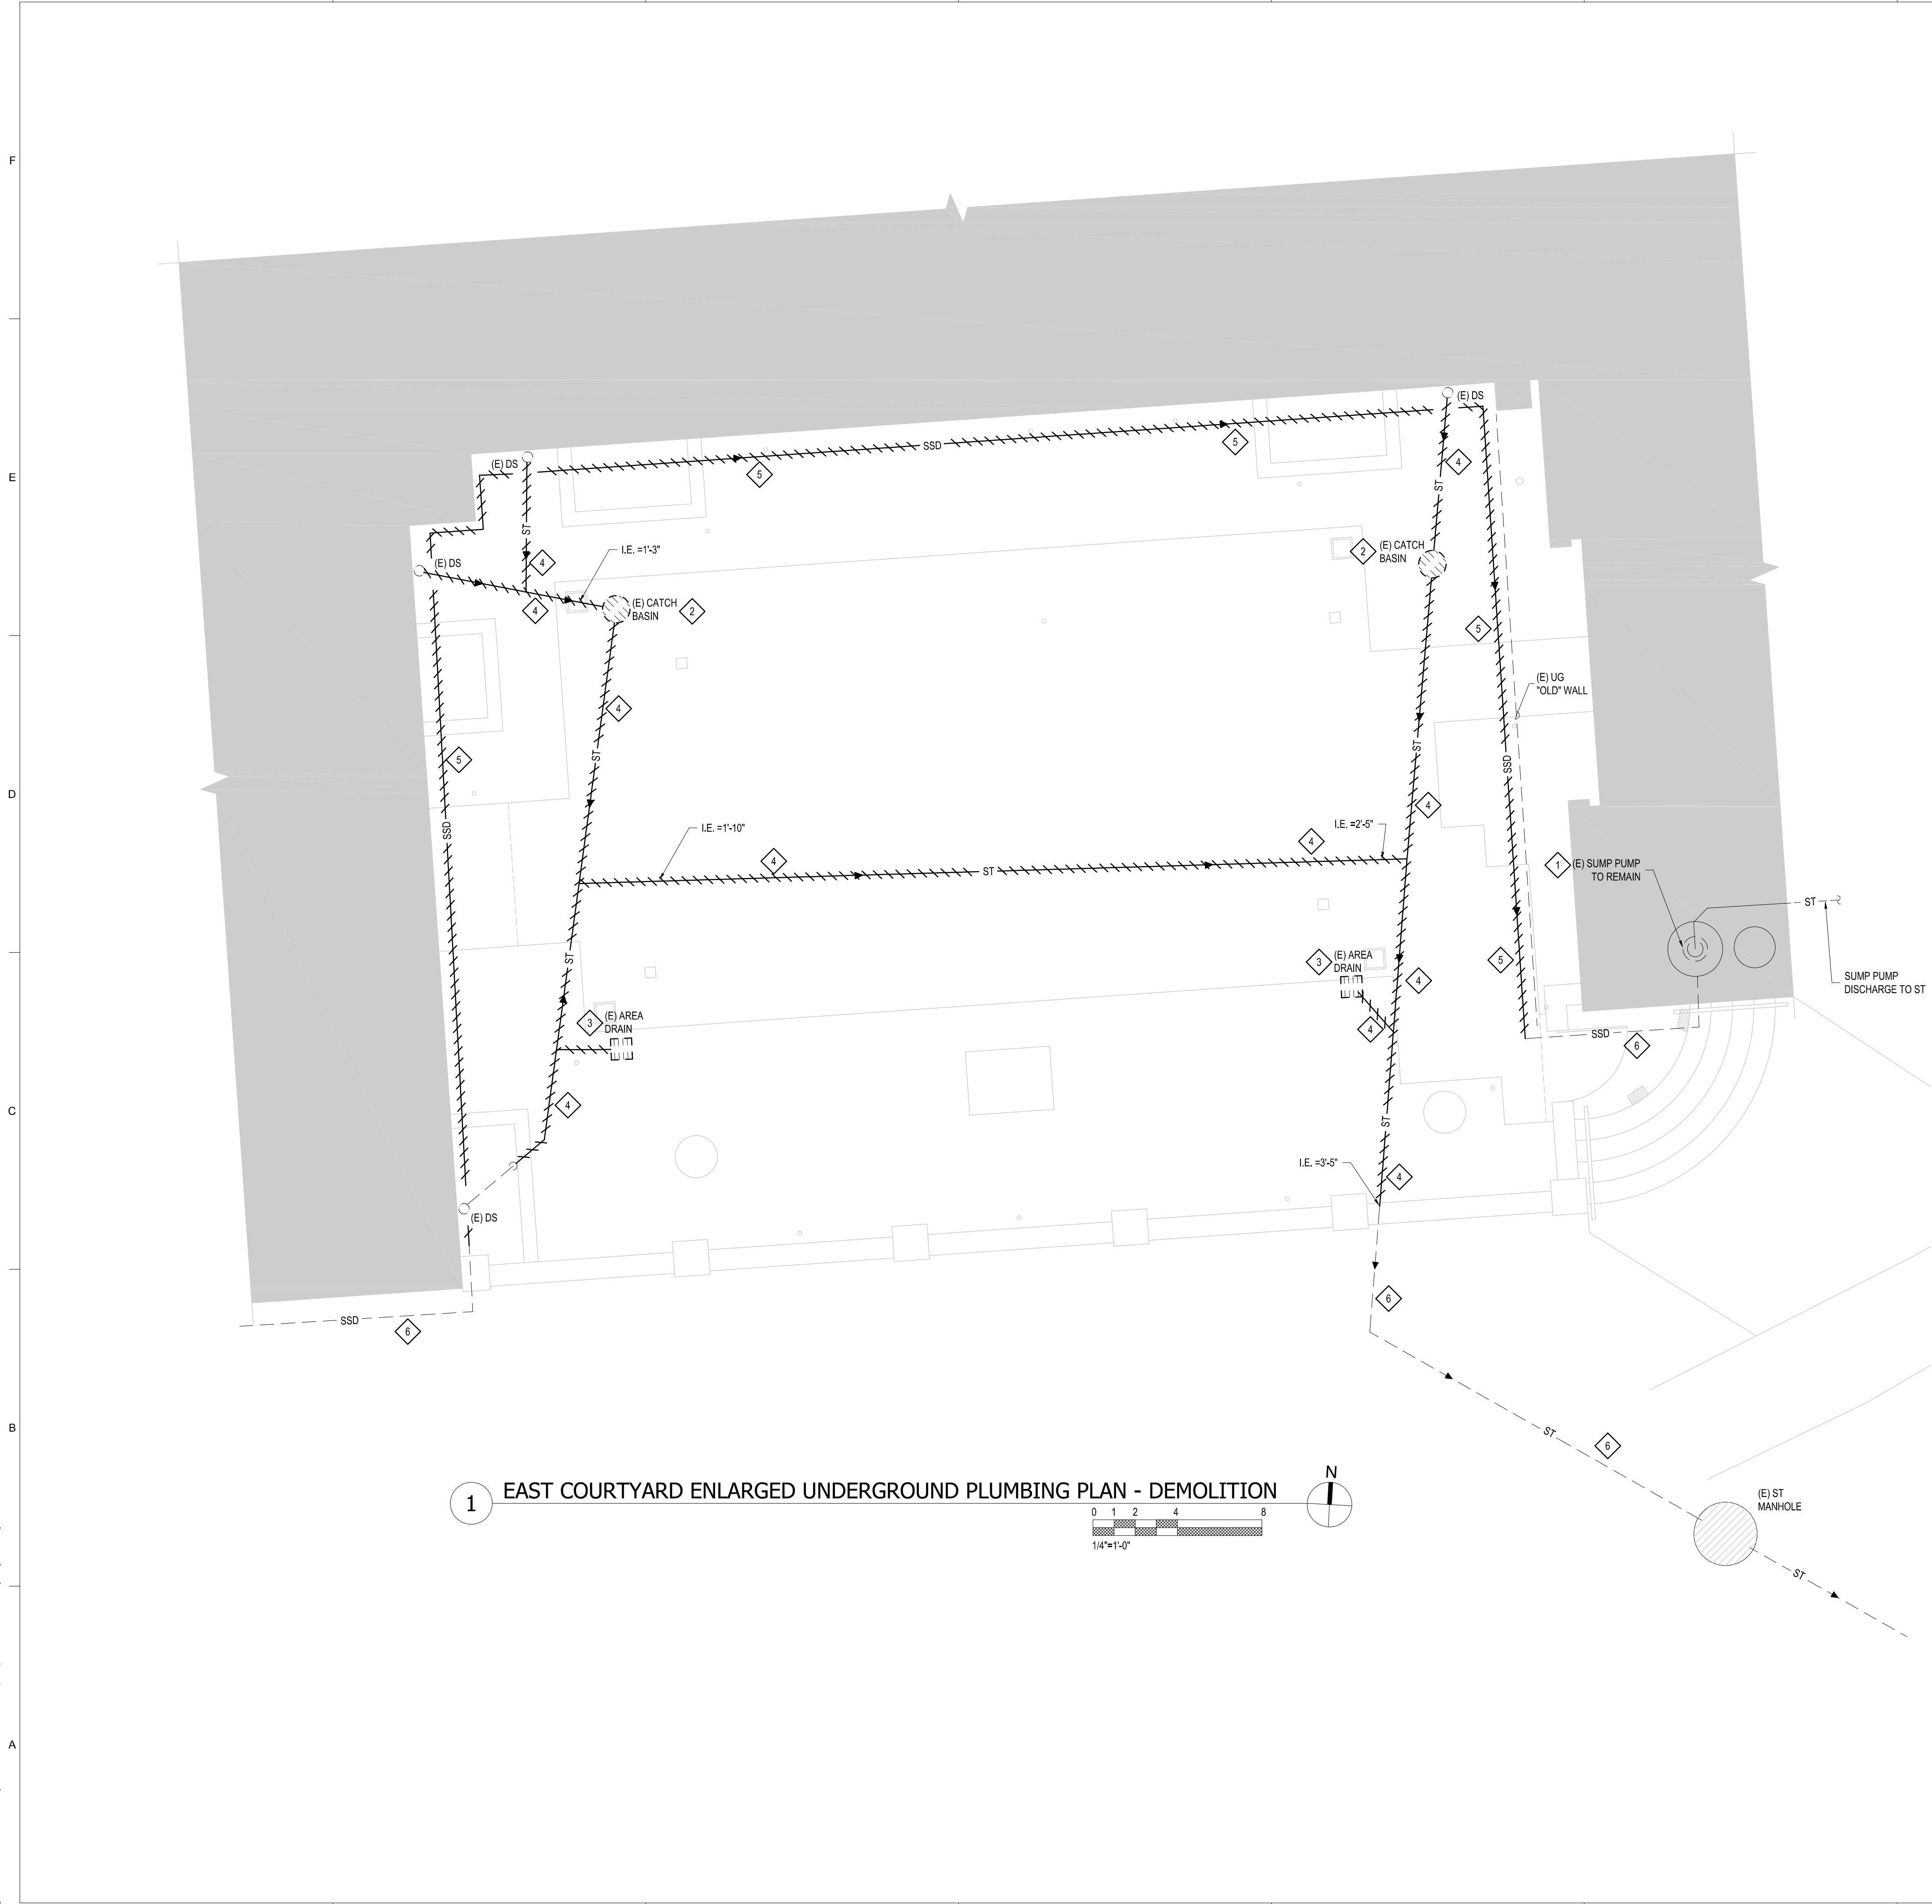 F
(E) DS
5
SSD
E
(E) DS
5
4
ST
ST
4
I.E. =1'-3"
2
(E) CATCH
BASIN
(E) DS
4
(E) CATCH
BASIN
2
5
(E) UG
"OLD" WALL
4
ST
ST
5
SSD
D
SSD
4
I.E. =1'-10"
I.E. =2'-5"
4
4
ST
1
(E) SUMP PUMP
TO REMAIN
ST
3
(E) AREA
DRAIN
5
ST
4
SUMP PUMP
DISCHARGE TO ST
3
(E) AREA
DRAIN
4
SSD
6
C
4
ST
I.E. =3'-5"
4
(E) DS
6
SSD
6
B
ST
6
1
EAST COURTYARD ENLARGED UNDERGROUND PLUMBING PLAN - DEMOLITION
N
0 1 2 4 8
1/4"=1'-0"
(E) ST
MANHOLE
ST
A